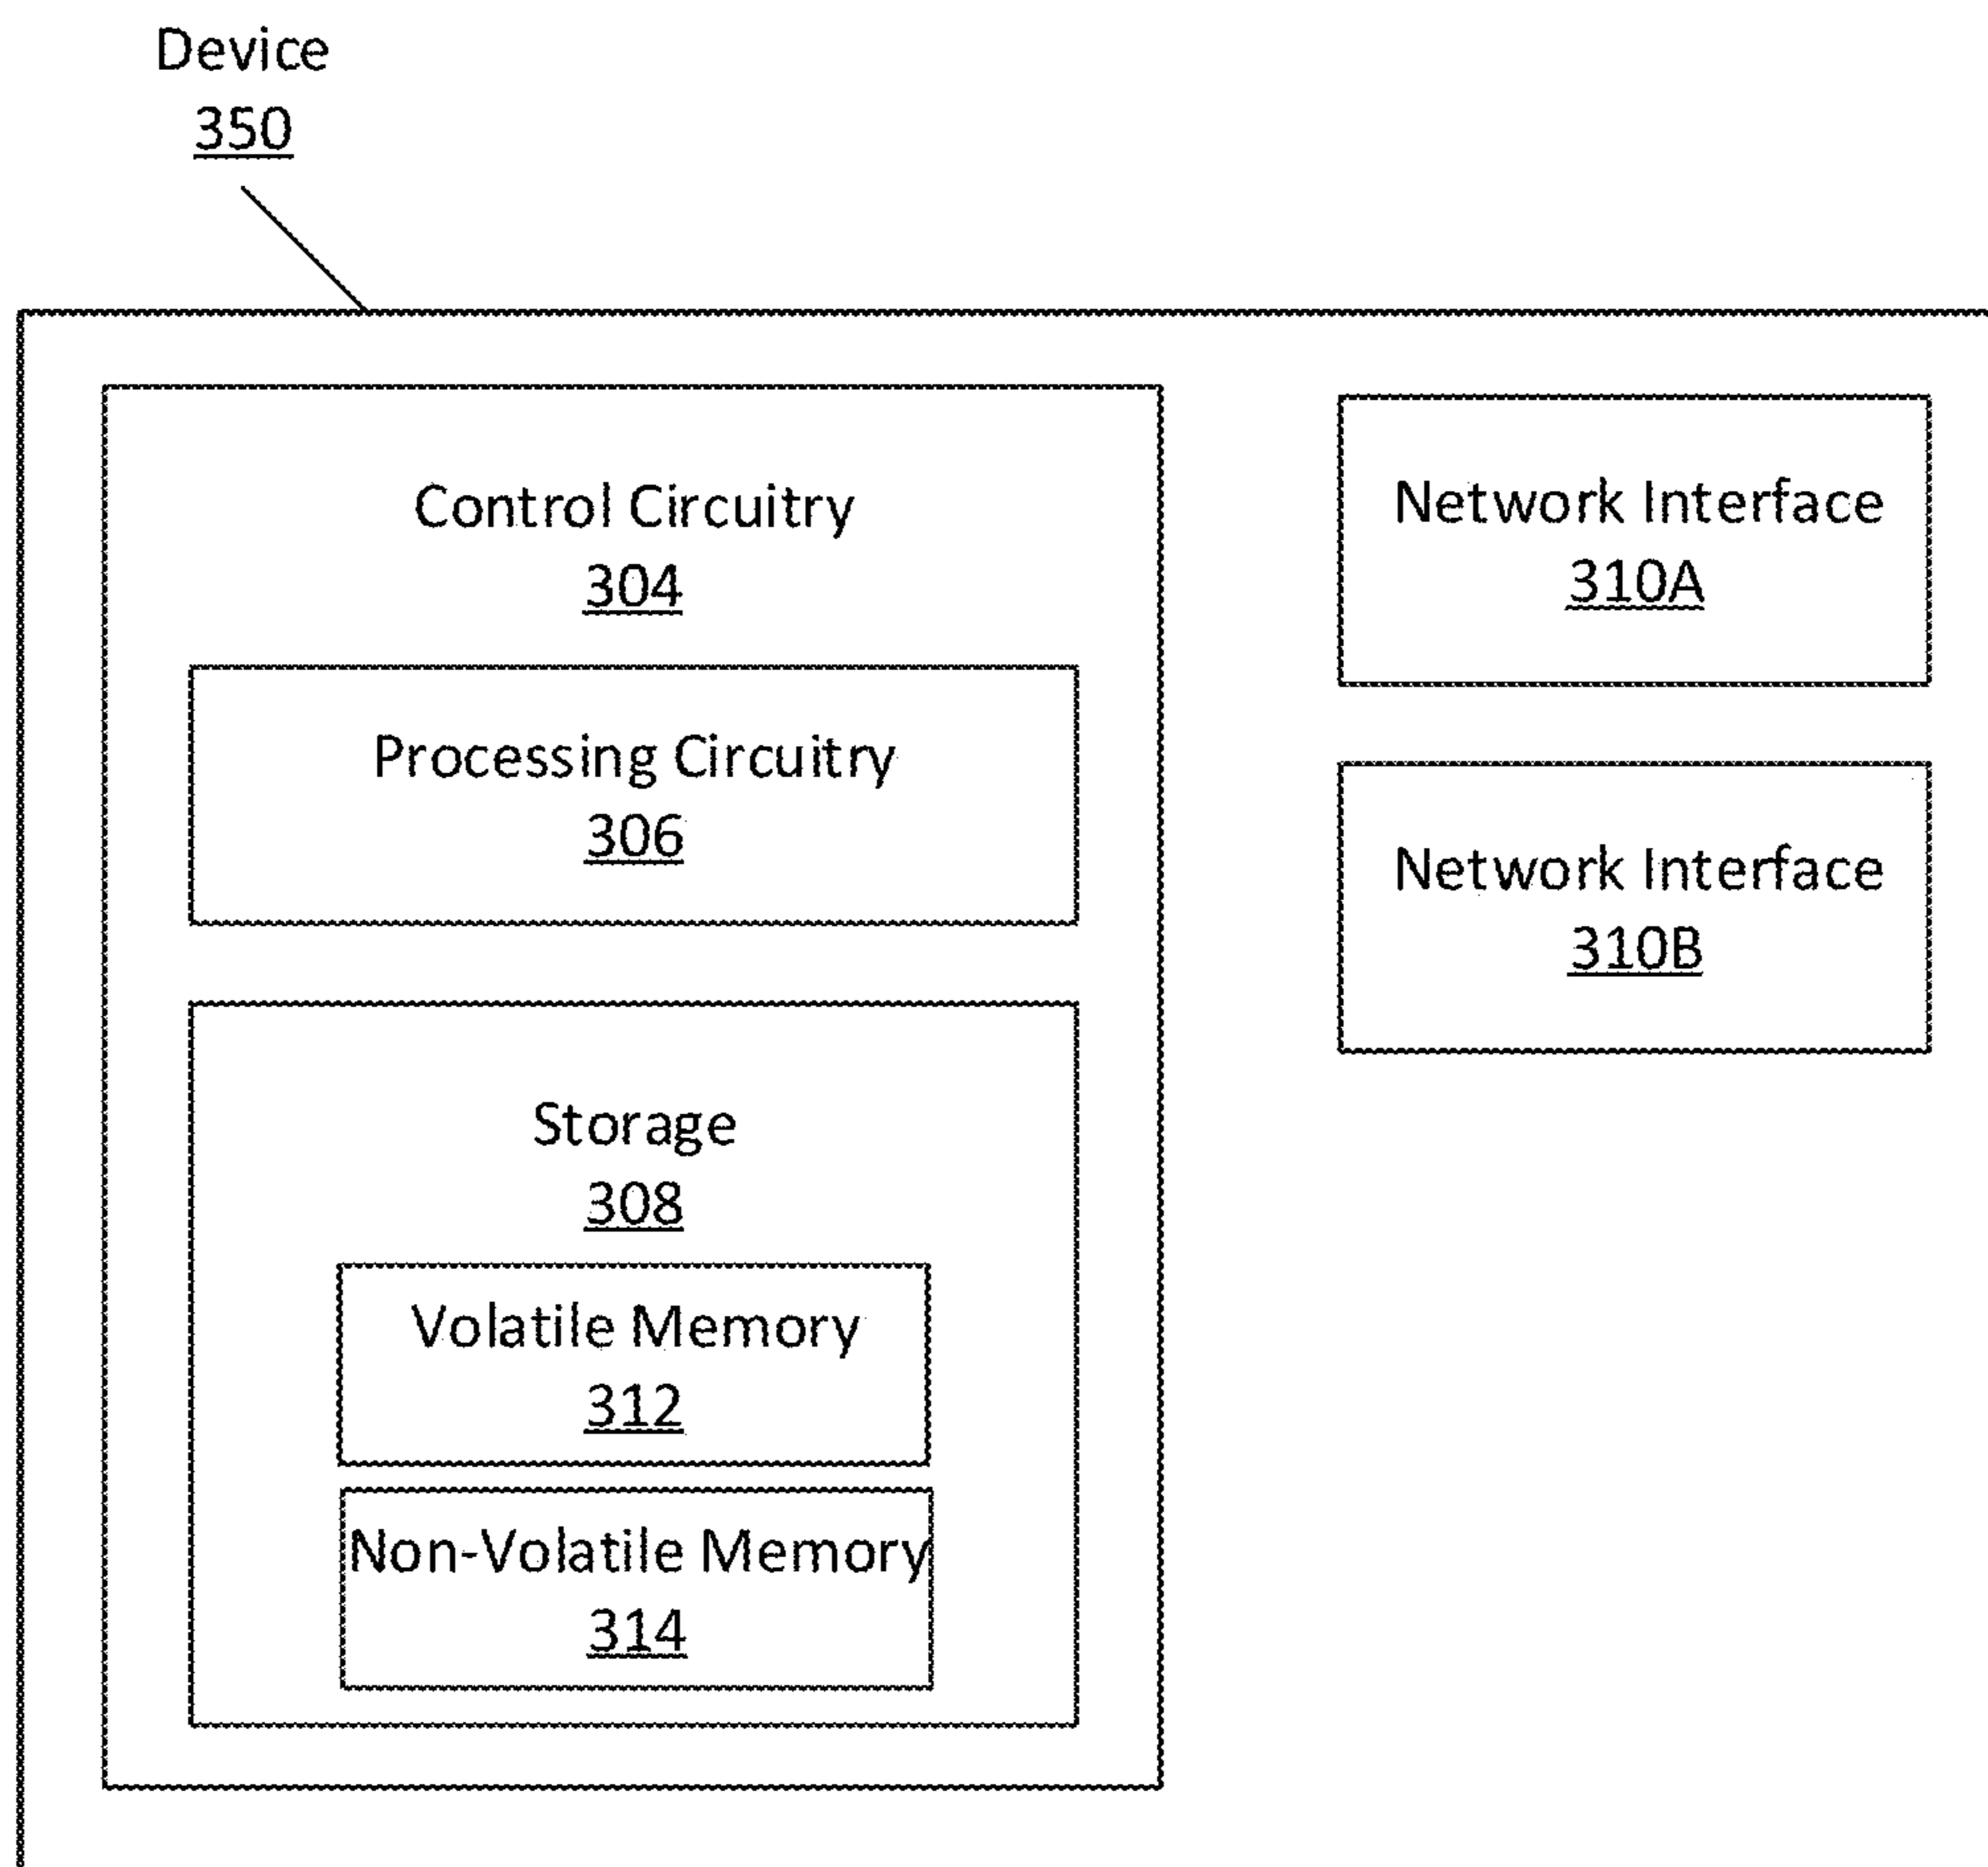 Device
350
Control Circuitry
304
Processing Circuitry
306
Storage
308
Volatile Memory
312
Non-Volatile Memory
314
Network Interface
310A
Network Interface
310B